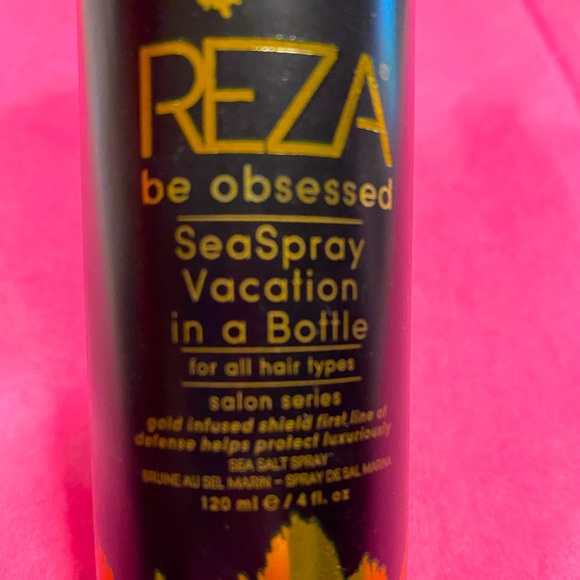 REZA®
be obsessed
SeaSpray
Vacation
in a Bottle
for all hair types
salon series
gold infused shield first line of
defense helps protect luxuriously
SEA SALT SPRAY
BRUNE AU SEL MARIN – SPRAY DE SAL MARINA
120 ml ℮ / 4 fl. oz